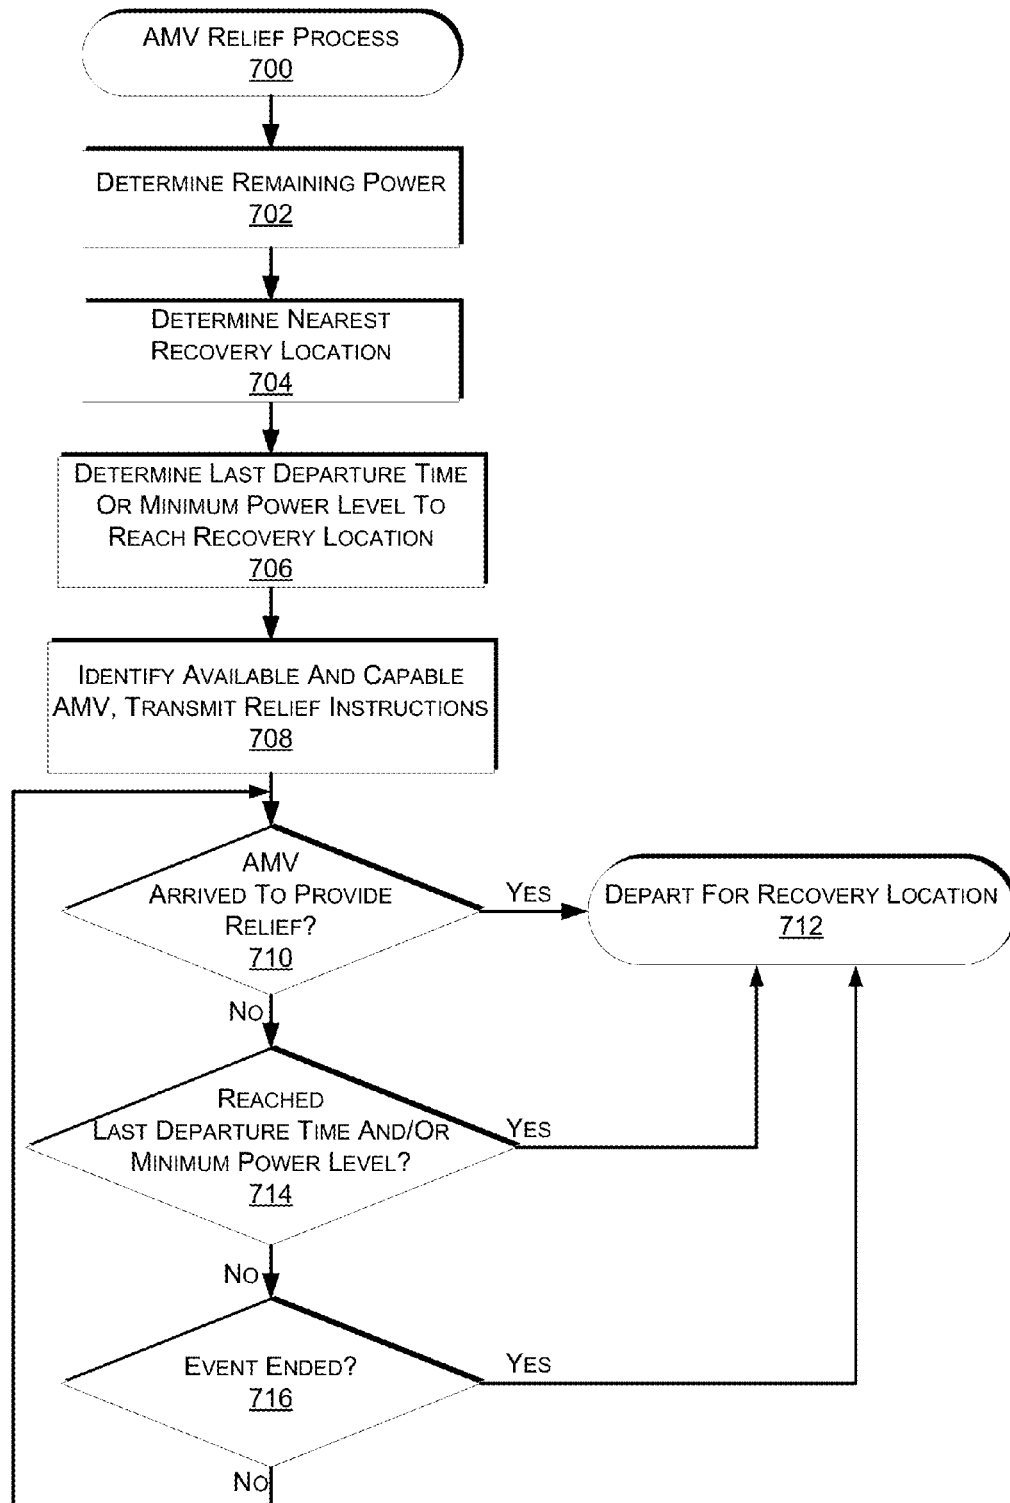 AMV RELIEF PROCESS
700
DETERMINE REMAINING POWER
702
DETERMINE NEAREST
RECOVERY LOCATION
704
DETERMINE LAST DEPARTURE TIME
OR MINIMUM POWER LEVEL TO
REACH RECOVERY LOCATION
706
IDENTIFY AVAILABLE AND CAPABLE
AMV, TRANSMIT RELIEF INSTRUCTIONS
708
AMV
ARRIVED TO PROVIDE
RELIEF?
710
YES
DEPART FOR RECOVERY LOCATION
712
NO
REACHED
LAST DEPARTURE TIME AND/OR
MINIMUM POWER LEVEL?
714
YES
NO
EVENT ENDED?
716
YES
NO